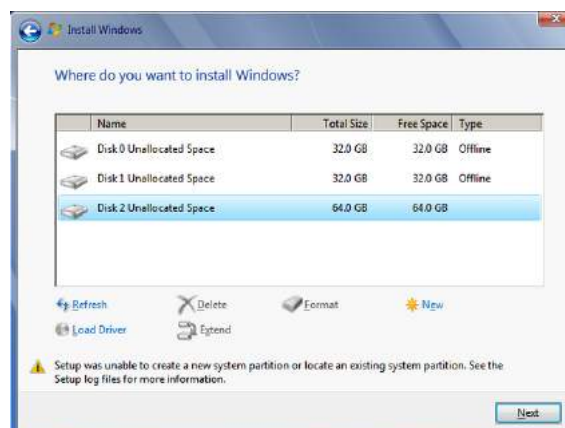 Install Windows
Where do you want to install Windows?
Name Total Size Free Space Type
Disk 0 Unallocated Space 32.0 GB 32.0 GB Offline
Disk 1 Unallocated Space 32.0 GB 32.0 GB Offline
Disk 2 Unallocated Space 64.0 GB 64.0 GB
Refresh Delete Format New
Load Driver Extend
Setup was unable to create a new system partition or locate an existing system partition. See the
Setup log files for more information.
Next